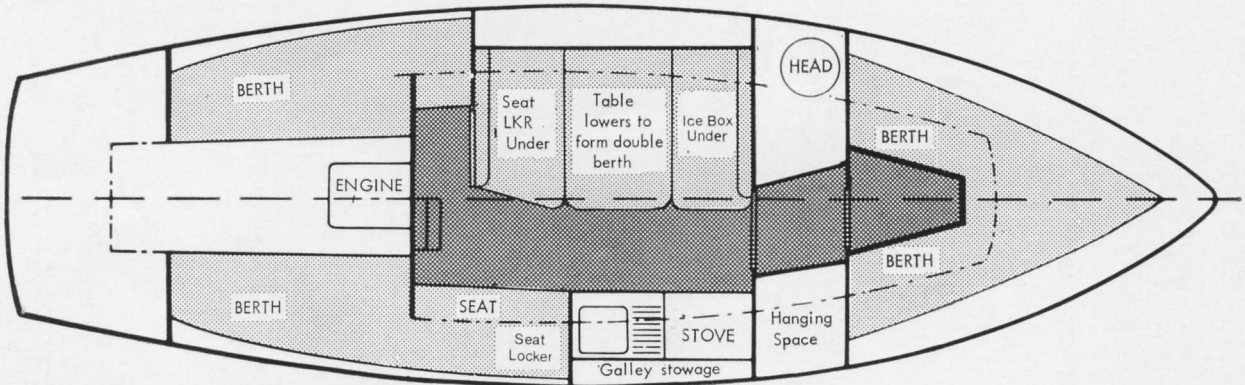 BERTH
HEAD
Seat
LKR
Under
Table
lowers to
form double
berth
Ice Box
Under
BERTH
ENGINE
BERTH
BERTH
SEAT
Seat
Locker
STOVE
Hanging
Space
Galley stowage